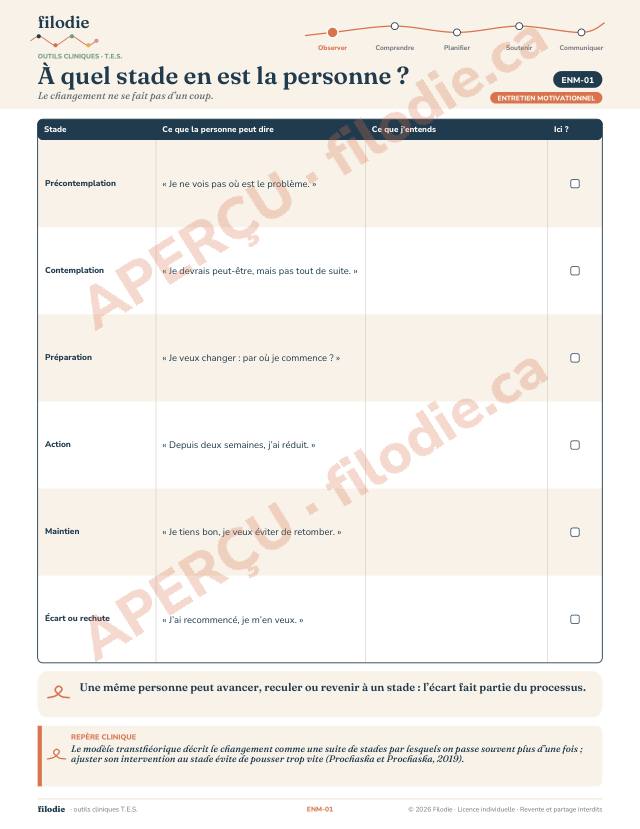 filodie
OUTILS CLINIQUES · T.E.S.
Observer Comprendre Planifier Soutenir Communiquer
À quel stade en est la personne ?
Le changement ne se fait pas d'un coup.
ENM-01
ENTRETIEN MOTIVATIONNEL
Stade Ce que la personne peut dire Ce que j'entends Ici ?
Précontemplation « Je ne vois pas où est le problème. »
Contemplation « Je devrais peut-être, mais pas tout de suite. »
Préparation « Je veux changer : par où je commence ? »
Action « Depuis deux semaines, j'ai réduit. »
Maintien « Je tiens bon, je veux éviter de retomber. »
Écart ou rechute « J'ai recommencé, je m'en veux. »
APERÇU · filodie.ca
APERÇU · filodie.ca
Une même personne peut avancer, reculer ou revenir à un stade : l'écart fait partie du processus.
REPÈRE CLINIQUE
Le modèle transthéorique décrit le changement comme une suite de stades par lesquels on passe souvent plus d'une fois ;
ajuster son intervention au stade évite de pousser trop vite (Prochaska et Prochaska, 2019).
filodie · outils cliniques T.E.S. ENM-01 © 2026 Filodie · Licence individuelle · Revente et partage interdits